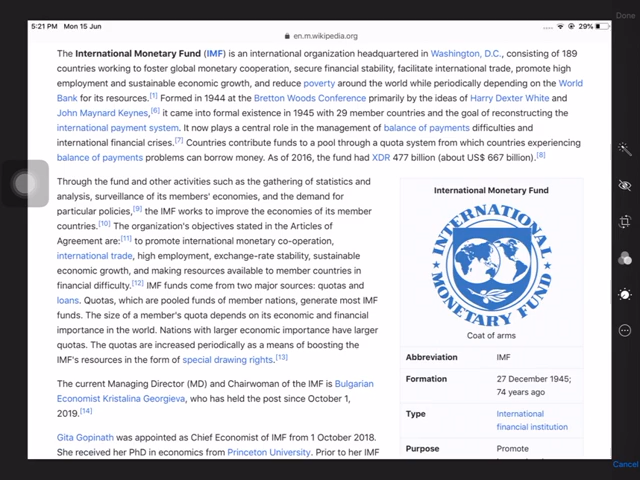 5:21 PM Mon 15 Jun
29%
en.m.wikipedia.org
Done
The International Monetary Fund (IMF) is an international organization headquartered in Washington, D.C., consisting of 189
countries working to foster global monetary cooperation, secure financial stability, facilitate international trade, promote high
employment and sustainable economic growth, and reduce poverty around the world while periodically depending on the World
Bank for its resources.[1] Formed in 1944 at the Bretton Woods Conference primarily by the ideas of Harry Dexter White and
John Maynard Keynes,[6] it came into formal existence in 1945 with 29 member countries and the goal of reconstructing the
international payment system. It now plays a central role in the management of balance of payments difficulties and
international financial crises.[7] Countries contribute funds to a pool through a quota system from which countries experiencing
balance of payments problems can borrow money. As of 2016, the fund had XDR 477 billion (about US$ 667 billion).[8]
Through the fund and other activities such as the gathering of statistics and
analysis, surveillance of its members' economies, and the demand for
particular policies,[9] the IMF works to improve the economies of its member
countries.[10] The organization's objectives stated in the Articles of
Agreement are:[11] to promote international monetary co-operation,
international trade, high employment, exchange-rate stability, sustainable
economic growth, and making resources available to member countries in
financial difficulty.[12] IMF funds come from two major sources: quotas and
loans. Quotas, which are pooled funds of member nations, generate most IMF
funds. The size of a member's quota depends on its economic and financial
importance in the world. Nations with larger economic importance have larger
quotas. The quotas are increased periodically as a means of boosting the
IMF's resources in the form of special drawing rights.[13]
The current Managing Director (MD) and Chairwoman of the IMF is Bulgarian
Economist Kristalina Georgieva, who has held the post since October 1,
2019.[14]
Gita Gopinath was appointed as Chief Economist of IMF from 1 October 2018.
She received her PhD in economics from Princeton University. Prior to her IMF
International Monetary Fund
INTERNATIONAL
MONETARY FUND
Coat of arms
Abbreviation IMF
Formation 27 December 1945;
74 years ago
Type International
financial institution
Purpose Promote
Cancel